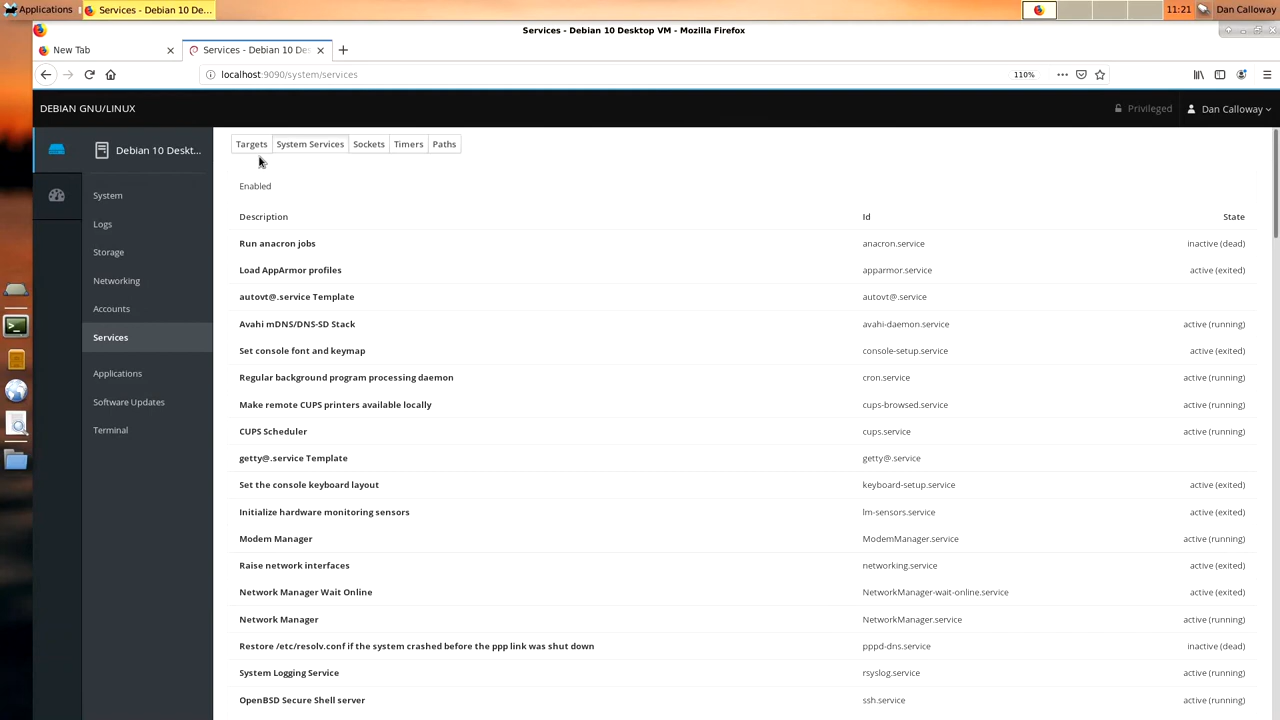 Applications
Services - Debian 10 De...
11:21
Dan Calloway
Services - Debian 10 Desktop VM - Mozilla Firefox
New Tab
Services - Debian 10 Des
localhost:9090/system/services
110%
DEBIAN GNU/LINUX
Privileged
Dan Calloway
Debian 10 Deskt...
System
Logs
Storage
Networking
Accounts
Services
Applications
Software Updates
Terminal
Targets System Services Sockets Timers Paths
Enabled
Description Id State
Run anacron jobs anacron.service inactive (dead)
Load AppArmor profiles apparmor.service active (exited)
autovt@.service Template autovt@.service
Avahi mDNS/DNS-SD Stack avahi-daemon.service active (running)
Set console font and keymap console-setup.service active (exited)
Regular background program processing daemon cron.service active (running)
Make remote CUPS printers available locally cups-browsed.service active (running)
CUPS Scheduler cups.service active (running)
getty@.service Template getty@.service
Set the console keyboard layout keyboard-setup.service active (exited)
Initialize hardware monitoring sensors lm-sensors.service active (exited)
Modem Manager ModemManager.service active (running)
Raise network interfaces networking.service active (exited)
Network Manager Wait Online NetworkManager-wait-online.service active (exited)
Network Manager NetworkManager.service active (running)
Restore /etc/resolv.conf if the system crashed before the ppp link was shut down pppd-dns.service inactive (dead)
System Logging Service rsyslog.service active (running)
OpenBSD Secure Shell server ssh.service active (running)